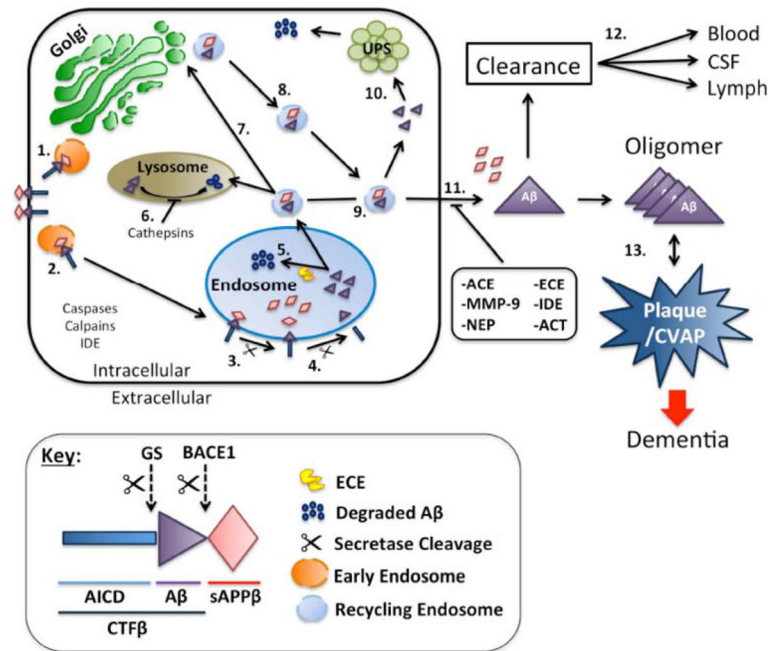 Golgi
UPS
12.
Blood
CSF
Lymph
Clearance
8.
10.
1.
7.
Lysosome
6.
Cathepsins
9.
11.
Aβ
Oligomer
Aβ
2.
5.
Endosome
13.
-ACE -ECE
-MMP-9 -IDE
-NEP -ACT
Plaque
/CVAP
Caspases
Calpains
IDE
3.
4.
Intracellular
Extracellular
Dementia
Key:
GS BACE1
ECE
Degraded Aβ
Secretase Cleavage
Early Endosome
Recycling Endosome
AICD Aβ sAPPβ
CTFβ